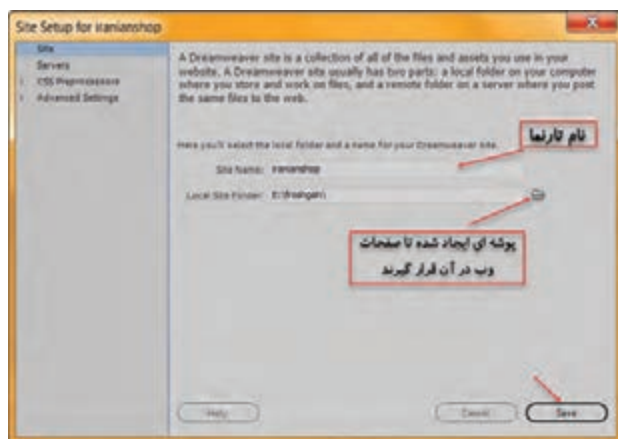 Site Setup for iranianshop
Site
Servers
CSS Preprocessors
Advanced Settings
A Dreamweaver site is a collection of all of the files and assets you use in your
website. A Dreamweaver site usually has two parts: a local folder on your computer
where you store and work on files, and a remote folder on a server where you post
the same files to the web.
Here you'll select the local folder and a name for your Dreamweaver site.
نام تارنما
Site Name: iranianshop
Local Site Folder:
پوشه ای ایجاد شده تا صفحات
وب در آن قرار گیرند
Help
Cancel
Save